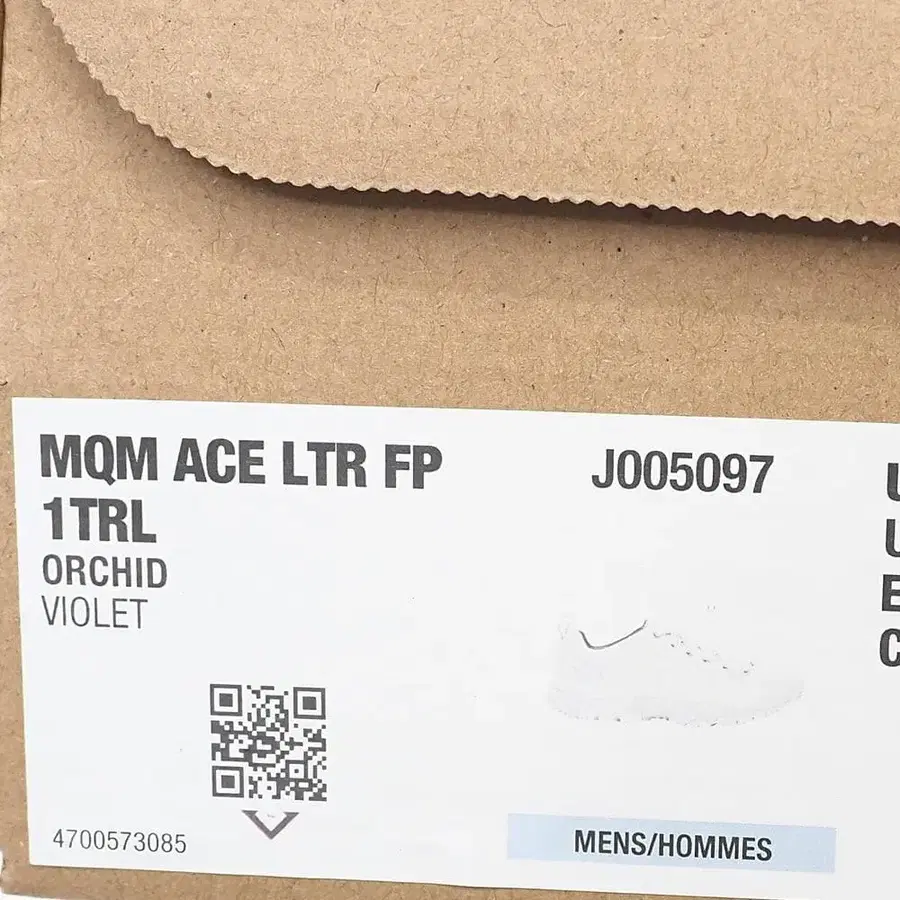 MQM ACE LTR FP
1TRL
ORCHID
VIOLET
J005097
4700573085
MENS/HOMMES